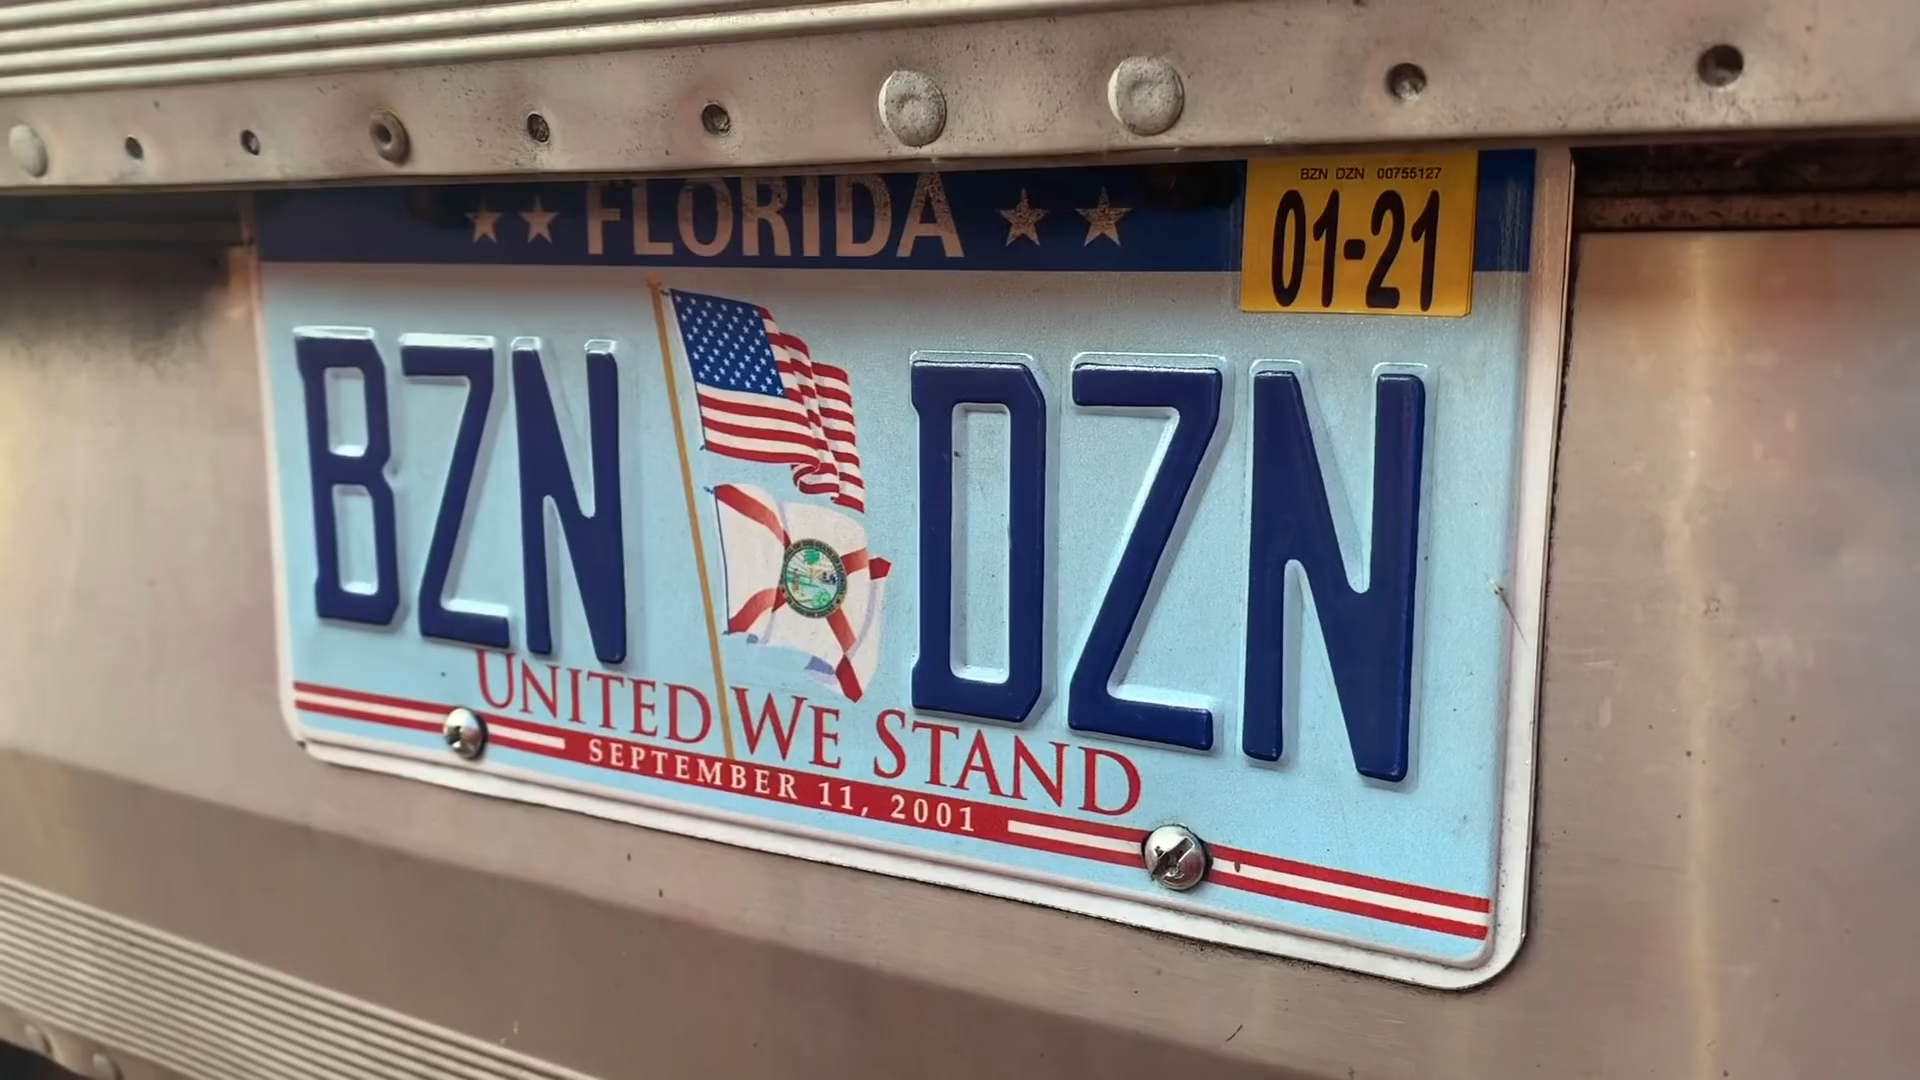 FLORIDA
BZN DZN 00755127
01-21
BZN DZN
UNITED WE STAND
SEPTEMBER 11, 2001